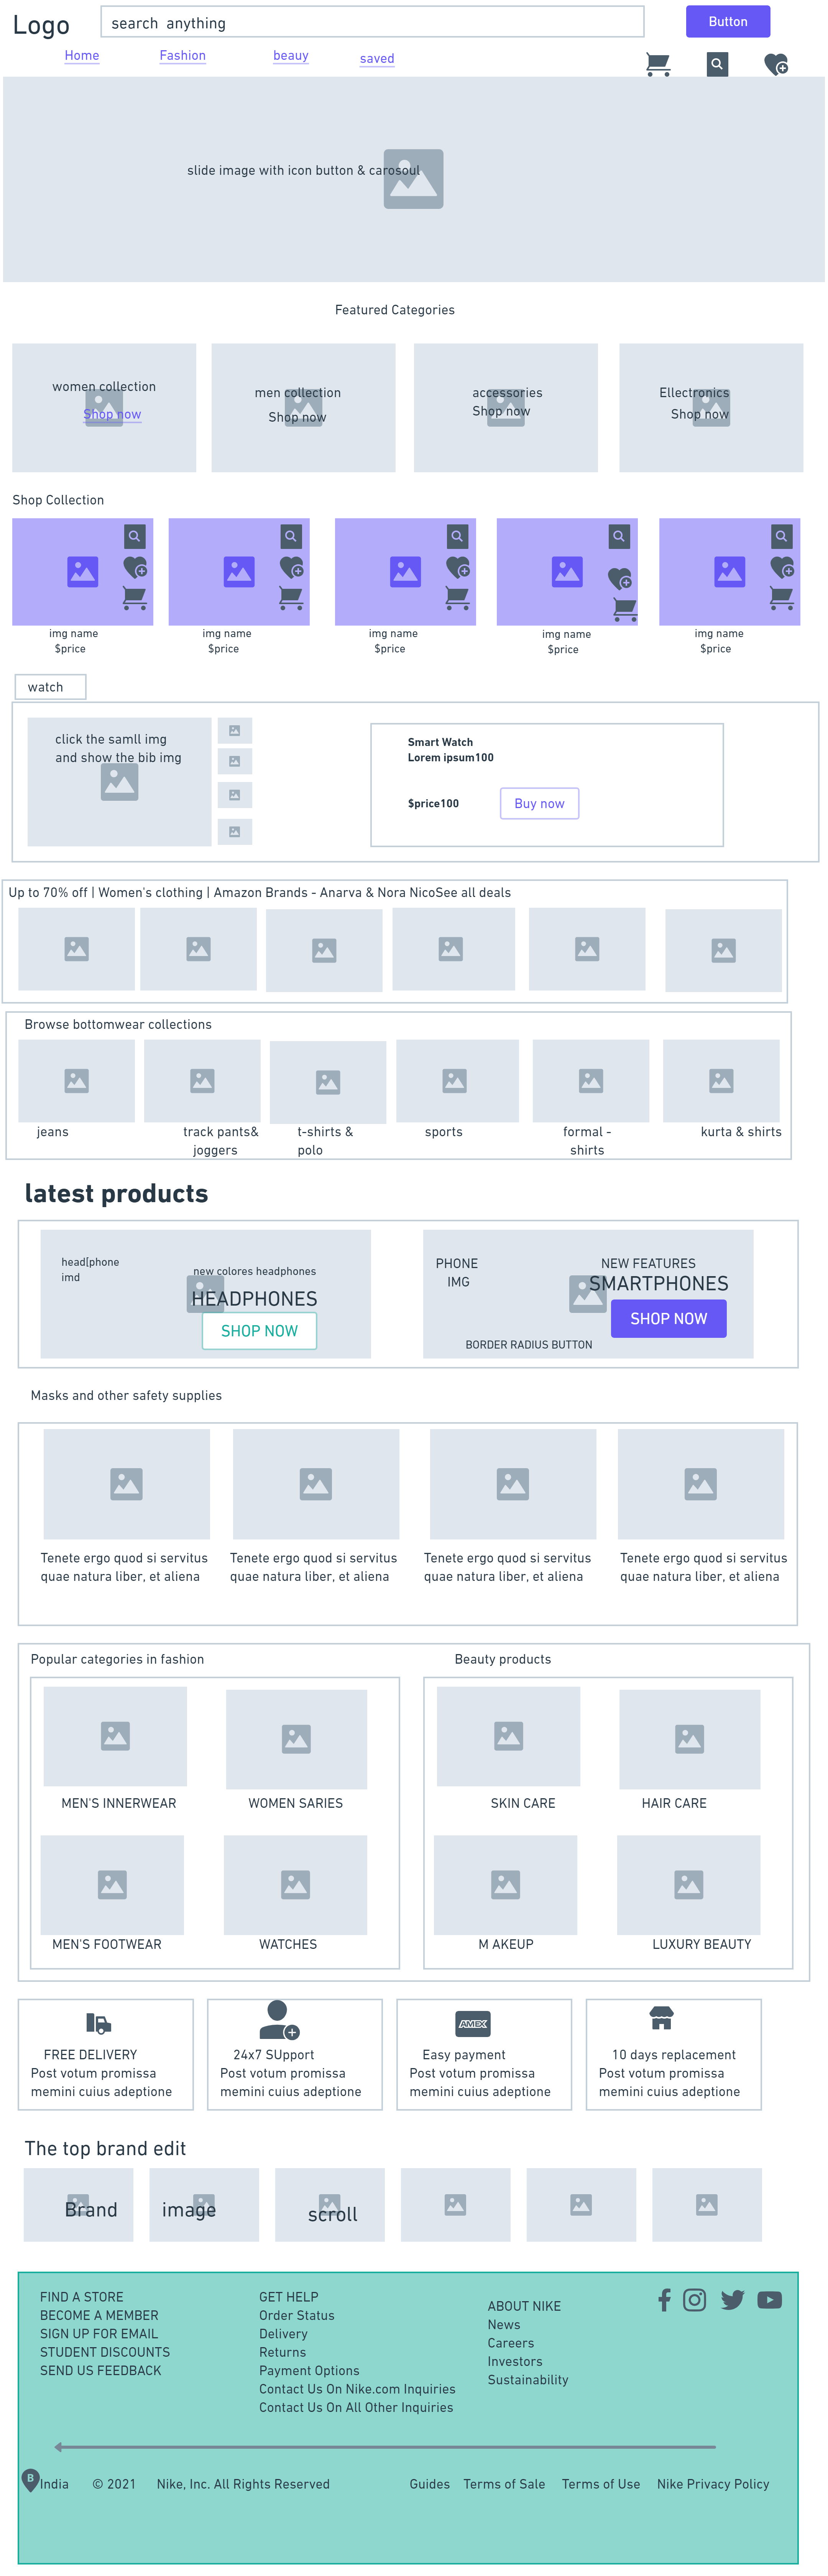 Logo
search anything
Button
Home
Fashion
beauy
saved
slide image with icon button & carosoul
Featured Categories
women collection
Shop now
men collection
Shop now
accessories
Shop now
Ellectronics
Shop now
Shop Collection
img name
$price
img name
$price
img name
$price
img name
$price
img name
$price
watch
click the samll img
and show the bib img
Smart Watch
Lorem ipsum100
$price100
Buy now
Up to 70% off | Women's clothing | Amazon Brands - Anarva & Nora NicoSee all deals
Browse bottomwear collections
jeans
track pants&
joggers
t-shirts &
polo
sports
formal -
shirts
kurta & shirts
latest products
head[phone
imd
new colores headphones
HEADPHONES
SHOP NOW
PHONE
IMG
NEW FEATURES
SMARTPHONES
SHOP NOW
BORDER RADIUS BUTTON
Masks and other safety supplies
Tenete ergo quod si servitus
quae natura liber, et aliena
Tenete ergo quod si servitus
quae natura liber, et aliena
Tenete ergo quod si servitus
quae natura liber, et aliena
Tenete ergo quod si servitus
quae natura liber, et aliena
Popular categories in fashion
Beauty products
MEN'S INNERWEAR
WOMEN SARIES
SKIN CARE
HAIR CARE
MEN'S FOOTWEAR
WATCHES
M AKEUP
LUXURY BEAUTY
FREE DELIVERY
Post votum promissa
memini cuius adeptione
24x7 SUpport
Post votum promissa
memini cuius adeptione
AMEX
Easy payment
Post votum promissa
memini cuius adeptione
10 days replacement
Post votum promissa
memini cuius adeptione
The top brand edit
Brand
image
scroll
FIND A STORE
BECOME A MEMBER
SIGN UP FOR EMAIL
STUDENT DISCOUNTS
SEND US FEEDBACK
GET HELP
Order Status
Delivery
Returns
Payment Options
Contact Us On Nike.com Inquiries
Contact Us On All Other Inquiries
ABOUT NIKE
News
Careers
Investors
Sustainability
B
India
© 2021
Nike, Inc. All Rights Reserved
Guides
Terms of Sale
Terms of Use
Nike Privacy Policy